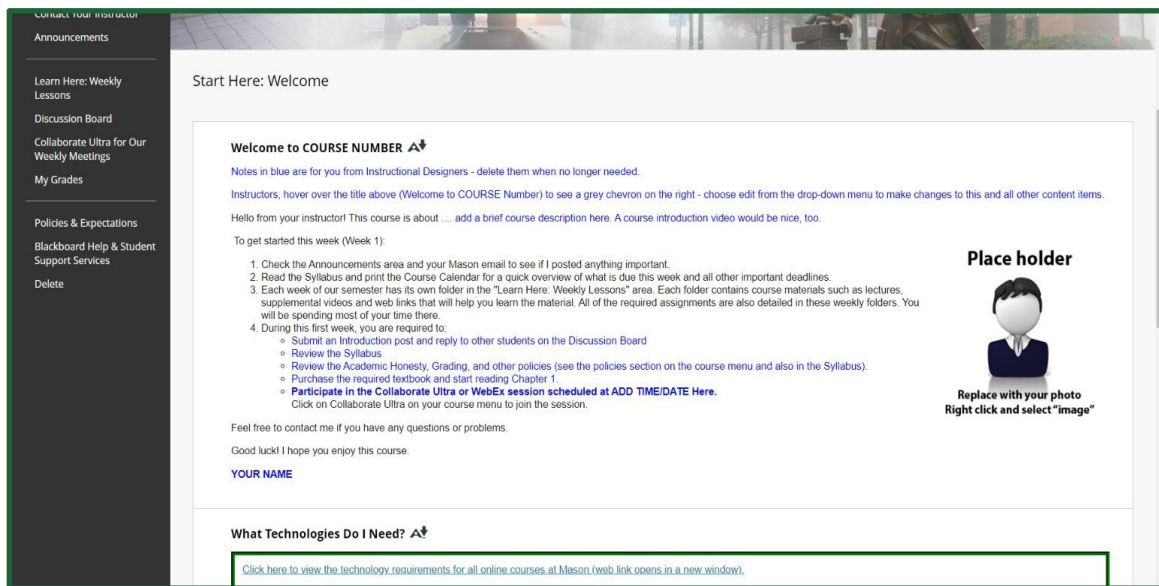 Contact Your Instructor
Announcements
Learn Here: Weekly
Lessons
Discussion Board
Collaborate Ultra for Our
Weekly Meetings
My Grades
Policies & Expectations
Blackboard Help & Student
Support Services
Delete
Start Here: Welcome
Welcome to COURSE NUMBER
Notes in blue are for you from Instructional Designers - delete them when no longer needed.
Instructors, hover over the title above (Welcome to COURSE Number) to see a grey chevron on the right - choose edit from the drop-down menu to make changes to this and all other content items.
Hello from your instructor! This course is about .... add a brief course description here. A course introduction video would be nice, too.
To get started this week (Week 1):
1. Check the Announcements area and your Mason email to see if I posted anything important.
2. Read the Syllabus and print the Course Calendar for a quick overview of what is due this week and all other important deadlines.
3. Each week of our semester has its own folder in the "Learn Here: Weekly Lessons" area. Each folder contains course materials such as lectures,
supplemental videos and web links that will help you learn the material. All of the required assignments are also detailed in these weekly folders. You
will be spending most of your time there.
4. During this first week, you are required to:
Submit an Introduction post and reply to other students on the Discussion Board
Review the Syllabus
Review the Academic Honesty, Grading, and other policies (see the policies section on the course menu and also in the Syllabus).
Purchase the required textbook and start reading Chapter 1.
Participate in the Collaborate Ultra or WebEx session scheduled at ADD TIME/DATE Here.
Click on Collaborate Ultra on your course menu to join the session.
Feel free to contact me if you have any questions or problems.
Good luck! I hope you enjoy this course.
YOUR NAME
Place holder
Replace with your photo
Right click and select "image"
What Technologies Do I Need?
Click here to view the technology requirements for all online courses at Mason (web link opens in a new window).